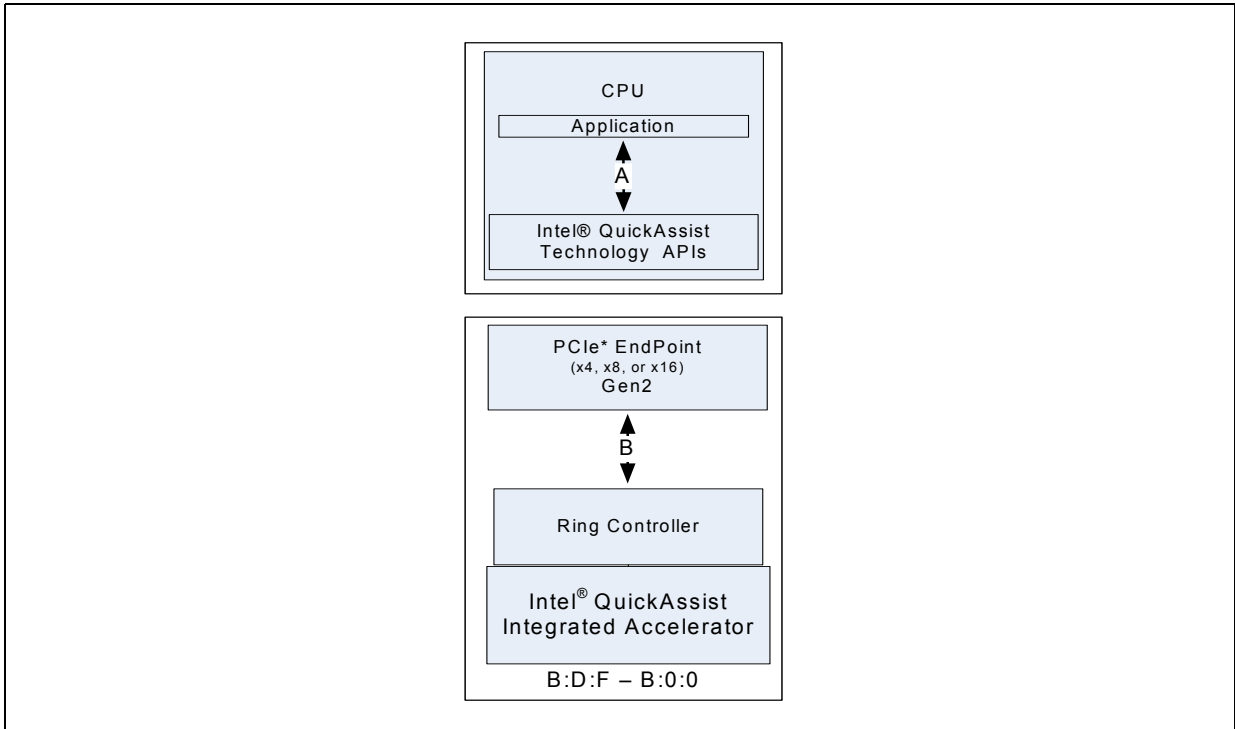 CPU
Application
A
Intel® QuickAssist
Technology APIs
PCIe* EndPoint
(x4, x8, or x16)
Gen2
B
Ring Controller
Intel® QuickAssist
Integrated Accelerator
B:D:F – B:0:0